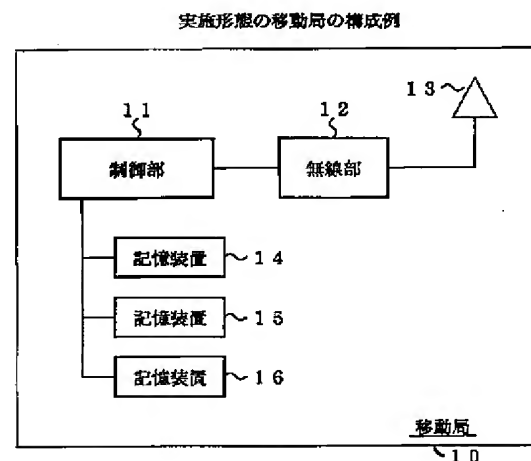 実施形態の移動局の構成例
11
12
13
制御部
無線部
記憶装置
14
記憶装置
15
記憶装置
16
移動局
10